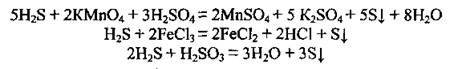 5H₂S + 2KMnO₄ + 3H₂SO₄ = 2MnSO₄ + 5 K₂SO₄ + 5S↓ + 8H₂O
H₂S + 2FeCl₃ = 2FeCl₂ + 2HCl + S↓
2H₂S + H₂SO₃ = 3H₂O + 3S↓